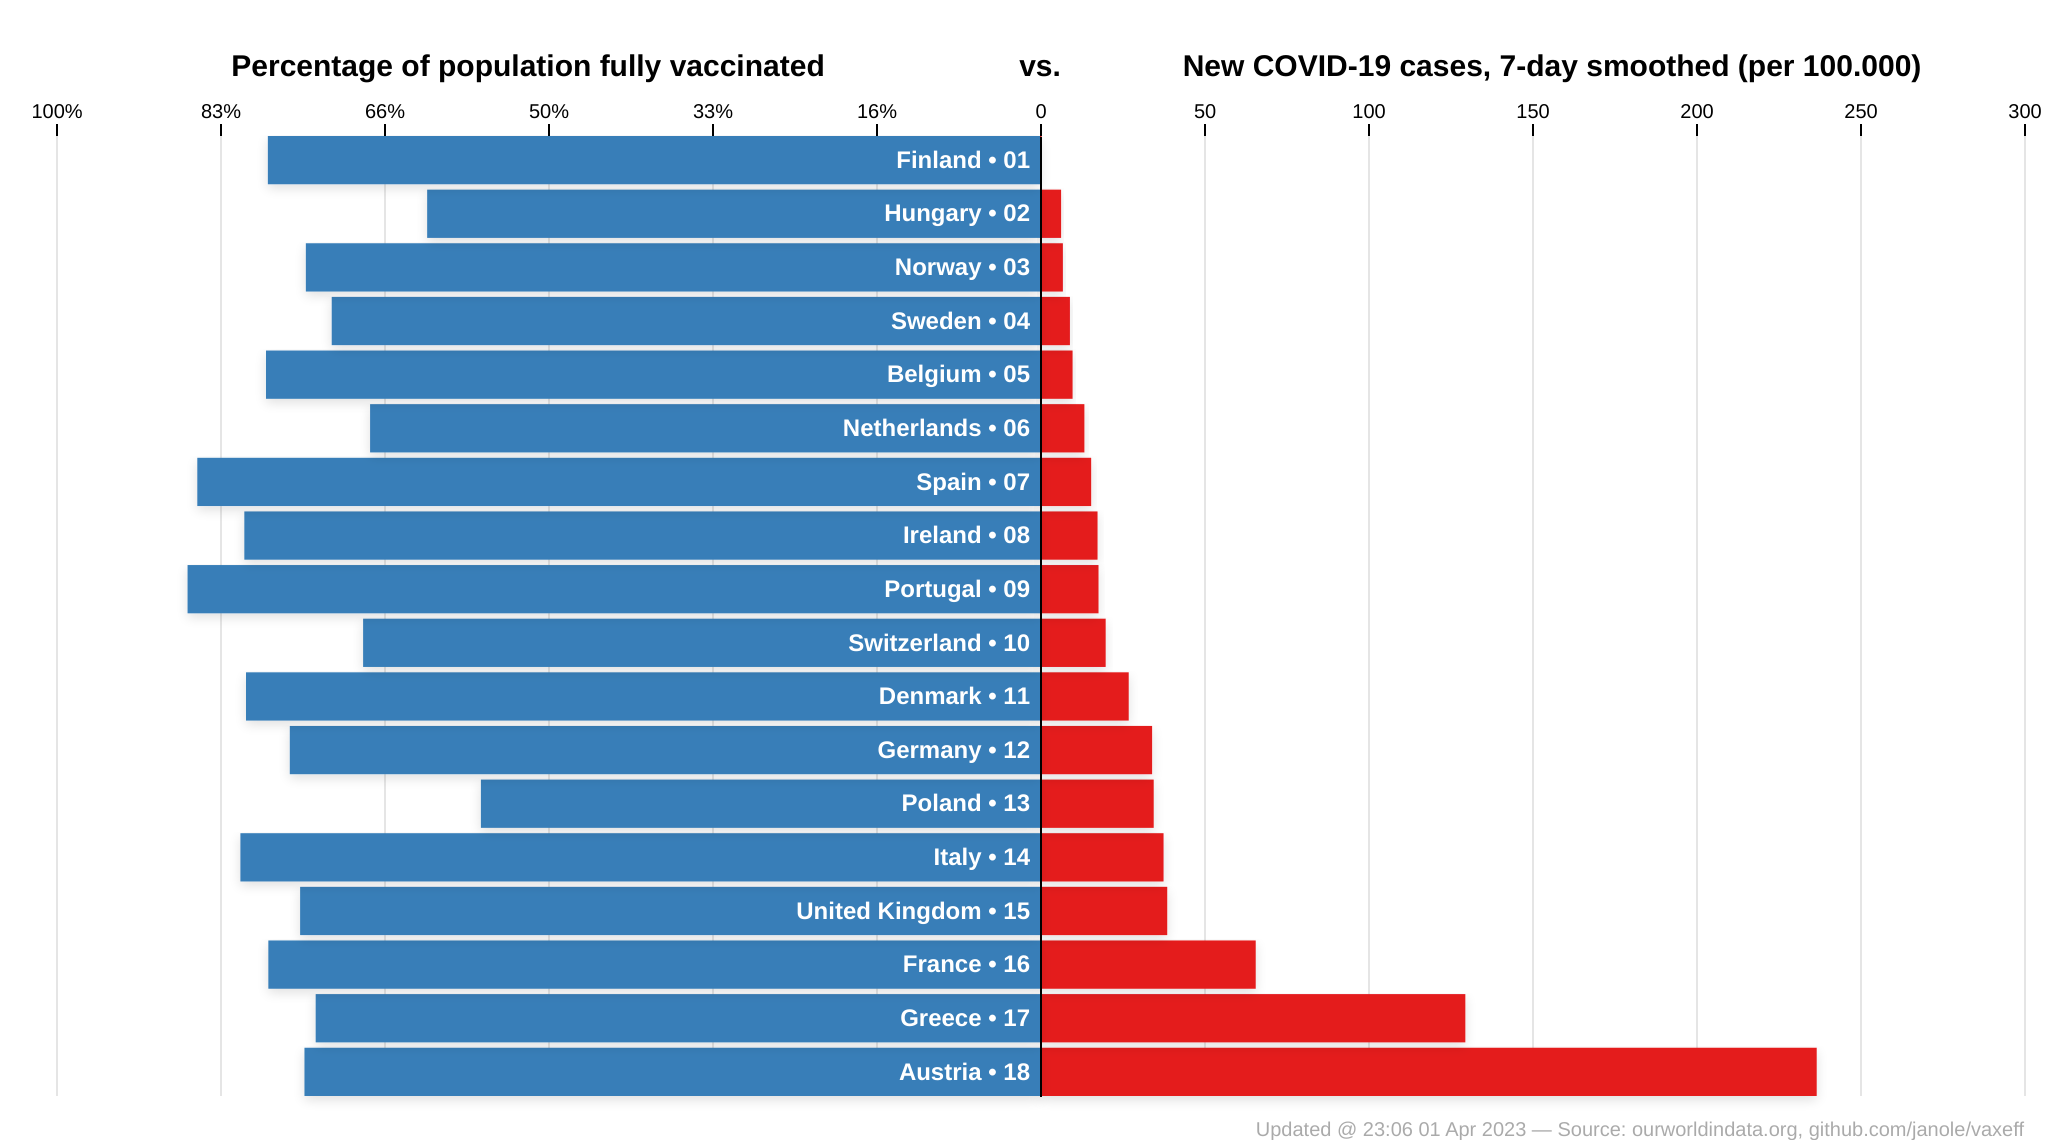 Percentage of population fully vaccinated vs. New COVID-19 cases, 7-day smoothed (per 100.000)
100% 83% 66% 50% 33% 16% 0 50 100 150 200 250 300
Finland • 01
Hungary • 02
Norway • 03
Sweden • 04
Belgium • 05
Netherlands • 06
Spain • 07
Ireland • 08
Portugal • 09
Switzerland • 10
Denmark • 11
Germany • 12
Poland • 13
Italy • 14
United Kingdom • 15
France • 16
Greece • 17
Austria • 18
Updated @ 23:06 01 Apr 2023 — Source: ourworldindata.org, github.com/janole/vaxeff